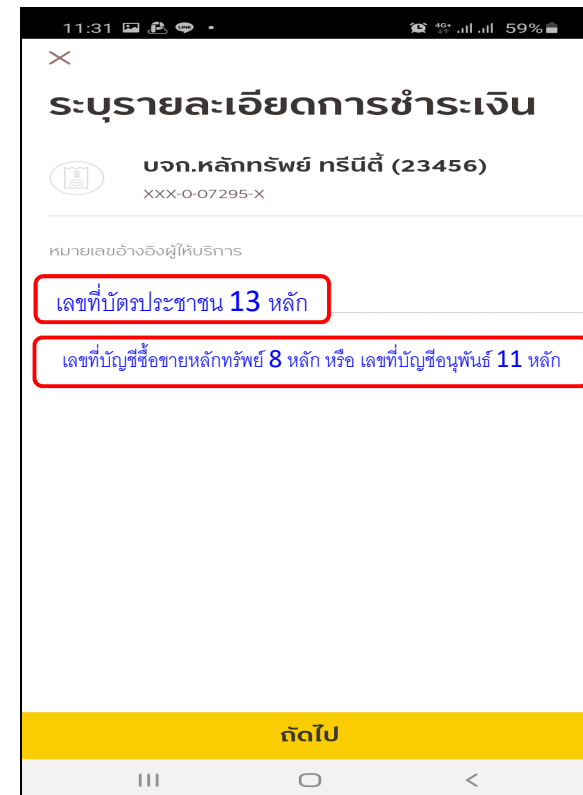 11:31
4G+ 59%
ระบุรายละเอียดการชำระเงิน
บจก.หลักทรัพย์ ทรีนีตี้ (23456)
XXX-0-07295-X
หมายเลขอ้างอิงผู้ให้บริการ
เลขที่บัตรประชาชน 13 หลัก
เลขที่บัญชีซื้อขายหลักทรัพย์ 8 หลัก หรือ เลขที่บัญชีอนุพันธ์ 11 หลัก
ถัดไป